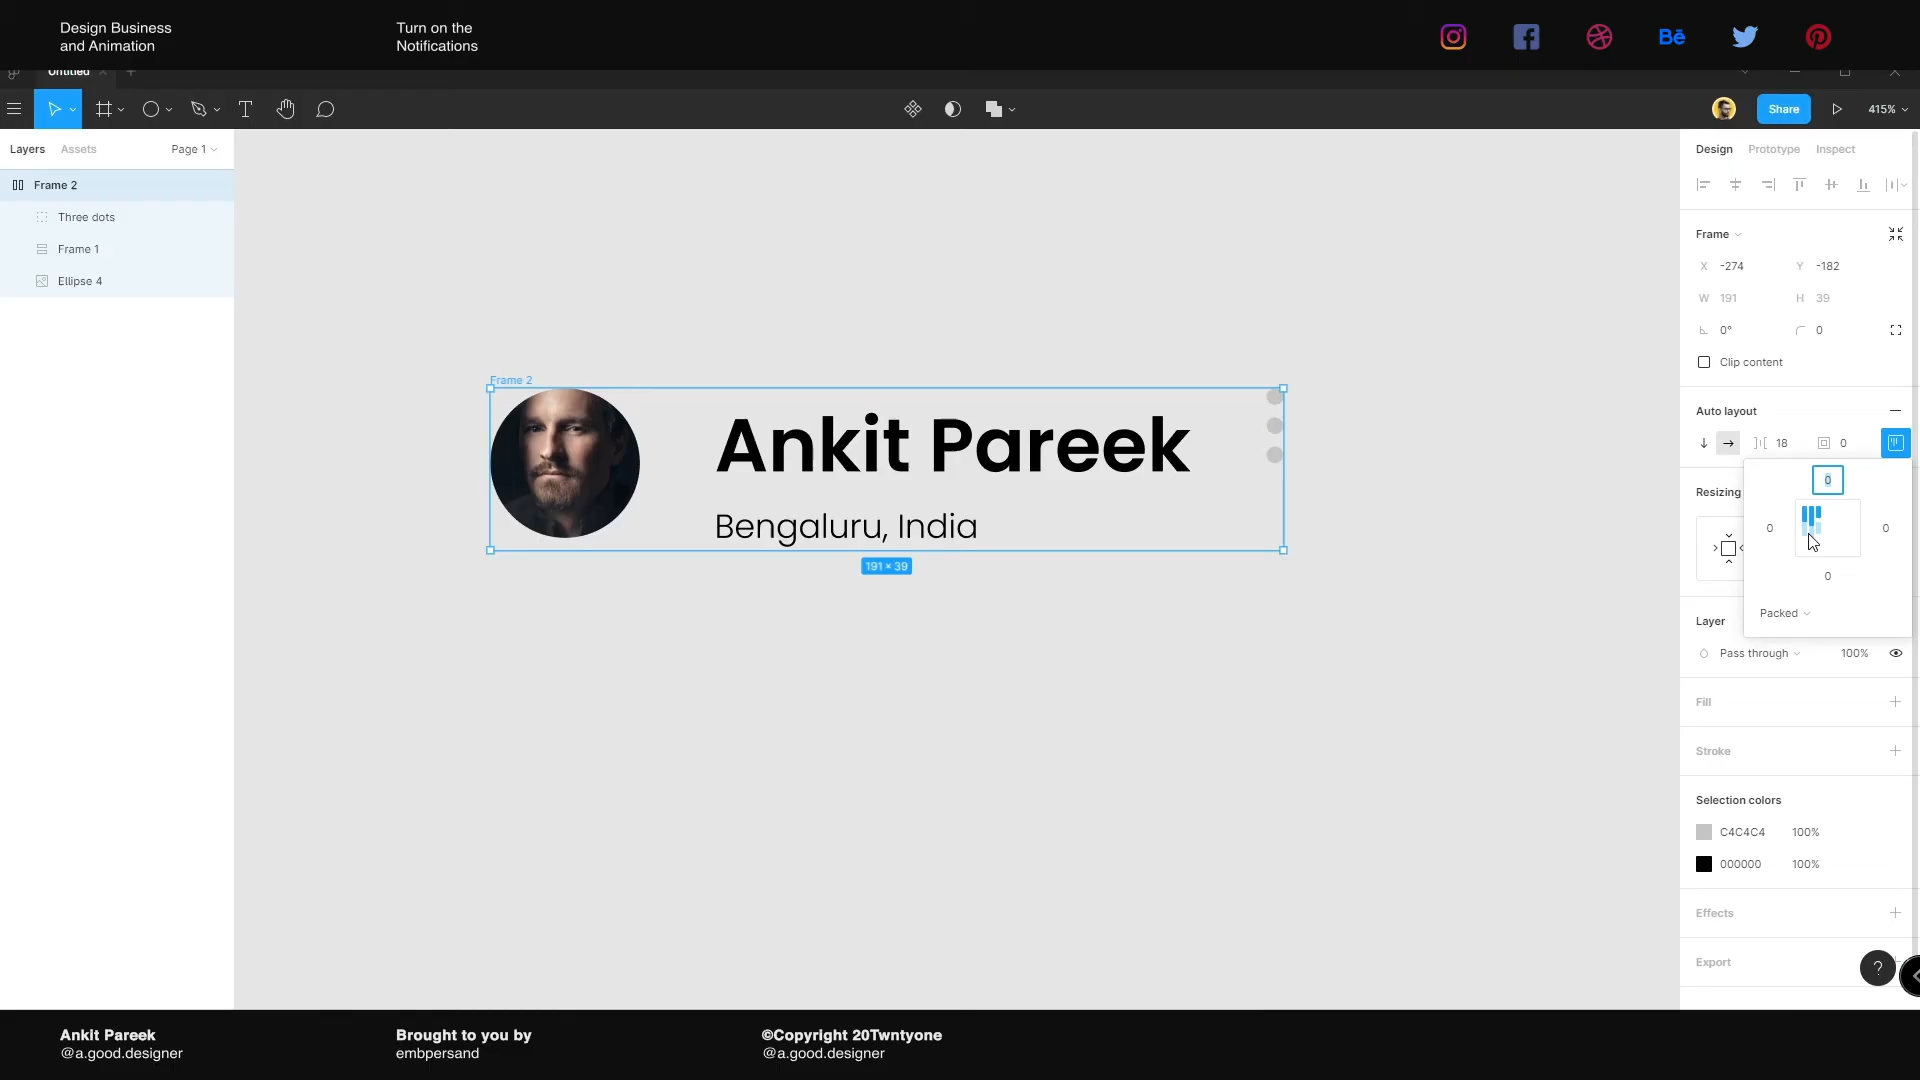 Design Business
and Animation
Turn on the
Notifications
Bē
Untitled
Share
415%
Layers
Assets
Page 1
Design
Prototype
Inspect
Frame 2
Three dots
Frame 1
Ellipse 4
Frame
X -274
Y -182
W 191
H 39
0°
0
Clip content
Frame 2
Ankit Pareek
Bengaluru, India
191 × 39
Auto layout
18
0
Resizing
0
0
0
0
Packed
Layer
Pass through
100%
Fill
Stroke
Selection colors
C4C4C4
100%
000000
100%
Effects
Export
?
Ankit Pareek
@a.good.designer
Brought to you by
embpersand
©Copyright 20Twntyone
@a.good.designer